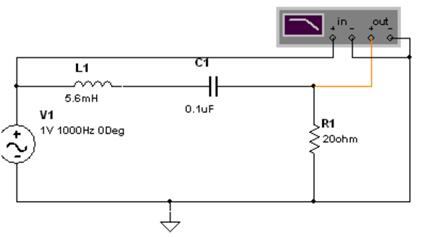 in out
+ - + -
L1
5.6mH
C1
0.1uF
V1
1V 1000Hz 0Deg
R1
20ohm